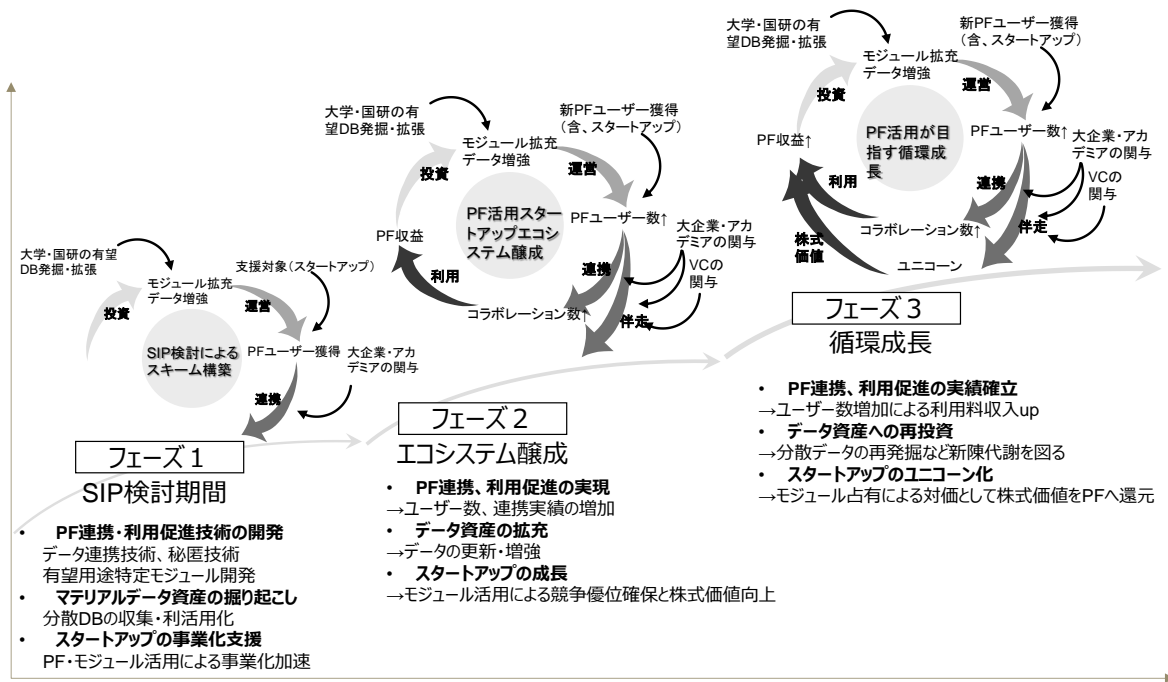 大学・国研の有望
DB発掘・拡張
モジュール拡充
データ増強
支援対象(スタートアップ)
投資
運営
SIP検討による
スキーム構築
PFユーザー獲得
大企業・アカ
デミアの関与
連携
フェーズ1
SIP検討期間
• PF連携・利用促進技術の開発
データ連携技術、秘匿技術
有望用途特定モジュール開発
• マテリアルデータ資産の掘り起こし
分散DBの収集・利活用化
• スタートアップの事業化支援
PF・モジュール活用による事業化加速
大学・国研の有
望DB発掘・拡張
モジュール拡充
データ増強
新PFユーザー獲得
(含、スタートアップ)
投資
運営
PF活用スター
トアップエコシ
ステム醸成
PFユーザー数↑
PF収益
大企業・アカ
デミアの関与
VCの
関与
利用
連携
コラボレーション数↑
伴走
フェーズ2
エコシステム醸成
• PF連携、利用促進の実現
→ユーザー数、連携実績の増加
• データ資産の拡充
→データの更新・増強
• スタートアップの成長
→モジュール活用による競争優位確保と株式価値向上
大学・国研の有
望DB発掘・拡張
モジュール拡充
データ増強
新PFユーザー獲得
(含、スタートアップ)
投資
運営
PF活用が目
指す循環成
長
PFユーザー数↑
PF収益↑
大企業・アカ
デミアの関与
VCの
関与
利用
連携
コラボレーション数↑
伴走
株式
価値
ユニコーン
フェーズ3
循環成長
• PF連携、利用促進の実績確立
→ユーザー数増加による利用料収入up
• データ資産への再投資
→分散データの再発掘など新陳代謝を図る
• スタートアップのユニコーン化
→モジュール占有による対価として株式価値をPFへ還元